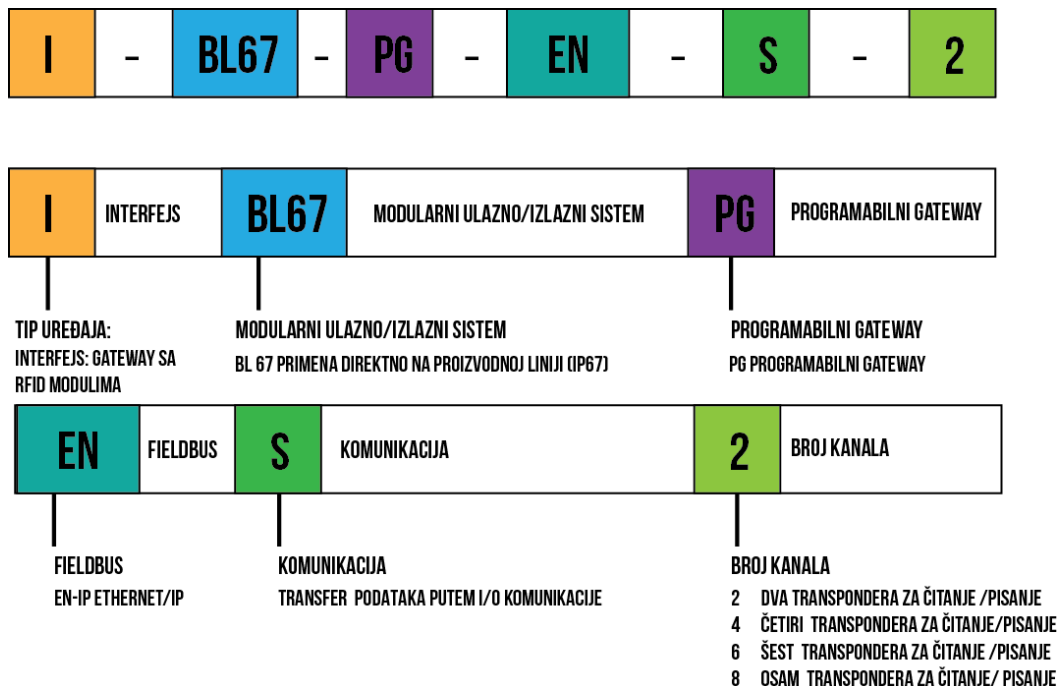 I - BL67 - PG - EN - S - 2
I INTERFEJS BL67 MODULARNI ULAZNO/IZLAZNI SISTEM PG PROGRAMABILNI GATEWAY
TIP UREĐAJA:
INTERFEJS: GATEWAY SA
RFID MODULIMA
MODULARNI ULAZNO/IZLAZNI SISTEM
BL 67 PRIMENA DIREKTNO NA PROIZVODNOJ LINIJI (IP67)
PROGRAMABILNI GATEWAY
PG PROGRAMABILNI GATEWAY
EN FIELDBUS S KOMUNIKACIJA 2 BROJ KANALA
FIELDBUS
EN-IP ETHERNET/IP
KOMUNIKACIJA
TRANSFER PODATAKA PUTEM I/O KOMUNIKACIJE
BROJ KANALA
2 DVA TRANSPONDERA ZA ČITANJE /PISANJE
4 ČETIRI TRANSPONDERA ZA ČITANJE/PISANJE
6 ŠEST TRANSPONDERA ZA ČITANJE /PISANJE
8 OSAM TRANSPONDERA ZA ČITANJE/ PISANJE